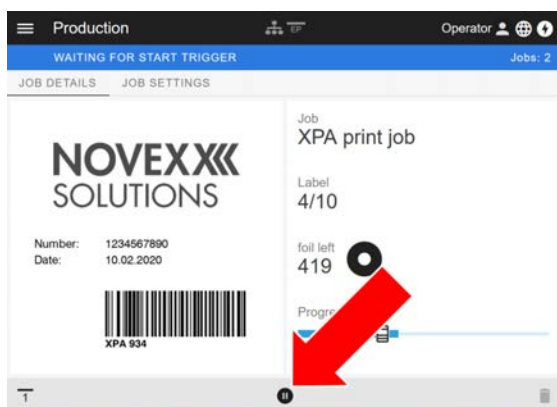 Production
EP
Operator
WAITING FOR START TRIGGER
Jobs: 2
JOB DETAILS
JOB SETTINGS
NOVEXX
SOLUTIONS
Number: 1234567890
Date: 10.02.2020
XPA 934
Job
XPA print job
Label
4/10
foil left
419
Progre
1